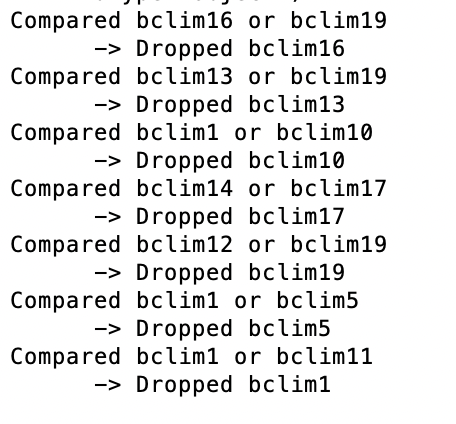 Compared bclim16 or bclim19
-> Dropped bclim16
Compared bclim13 or bclim19
-> Dropped bclim13
Compared bclim1 or bclim10
-> Dropped bclim10
Compared bclim14 or bclim17
-> Dropped bclim17
Compared bclim12 or bclim19
-> Dropped bclim19
Compared bclim1 or bclim5
-> Dropped bclim5
Compared bclim1 or bclim11
-> Dropped bclim1